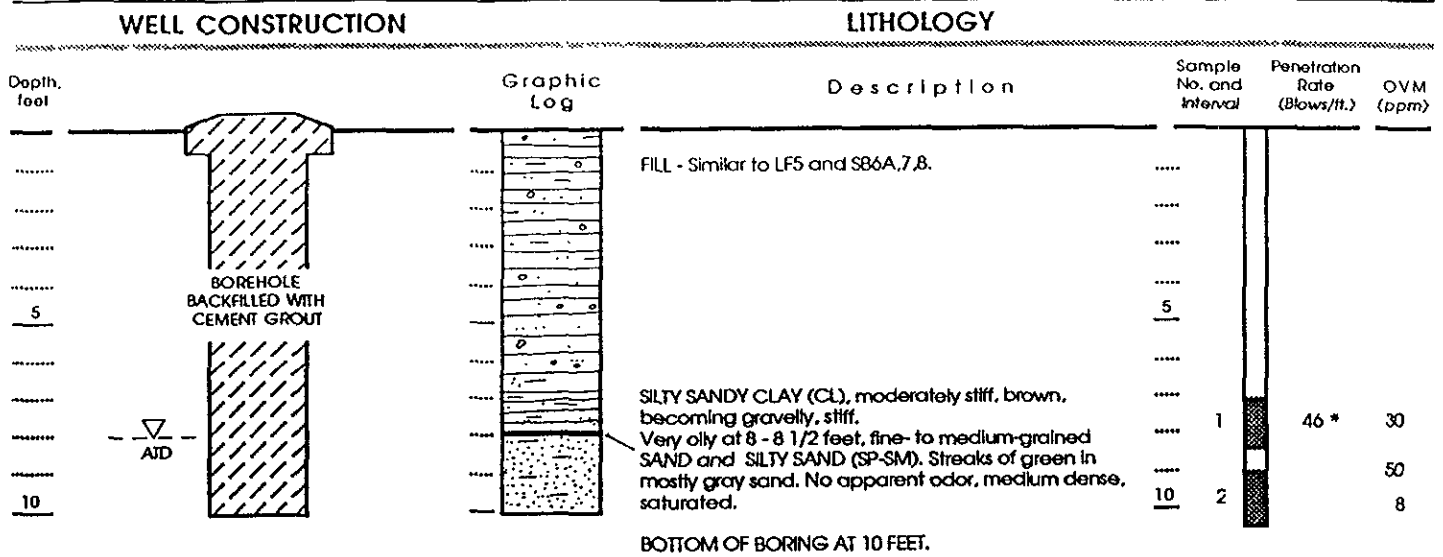 WELL CONSTRUCTION
LITHOLOGY
Depth, feet
Graphic Log
Description
Sample No. and Interval
Penetration Rate (Blows/ft.)
OVM (ppm)
FILL - Similar to LF5 and SB6A,7,8.
BOREHOLE
BACKFILLED WITH
CEMENT GROUT
5
5
SILTY SANDY CLAY (CL), moderately stiff, brown,
becoming gravelly, stiff.
1
46 *
30
Very oily at 8 - 8 1/2 feet, fine- to medium-grained
SAND and SILTY SAND (SP-SM). Streaks of green in
mostly gray sand. No apparent odor, medium dense,
saturated.
ATD
50
10
10
2
8
BOTTOM OF BORING AT 10 FEET.